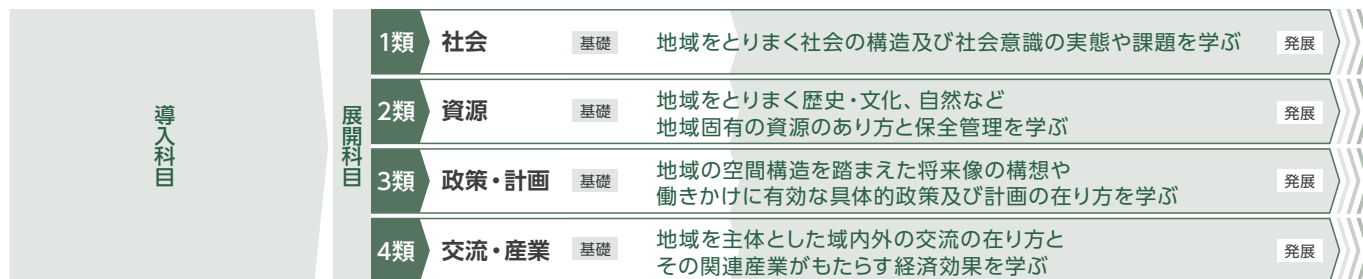 導入科目
展開科目
1類 社会 基礎 地域をとりまく社会の構造及び社会意識の実態や課題を学ぶ 発展
2類 資源 基礎 地域をとりまく歴史・文化、自然など
地域固有の資源のあり方と保全管理を学ぶ 発展
3類 政策・計画 基礎 地域の空間構造を踏まえた将来像の構想や
働きかけに有効な具体的政策及び計画の在り方を学ぶ 発展
4類 交流・産業 基礎 地域を主体とした域内外の交流の在り方と
その関連産業がもたらす経済効果を学ぶ 発展